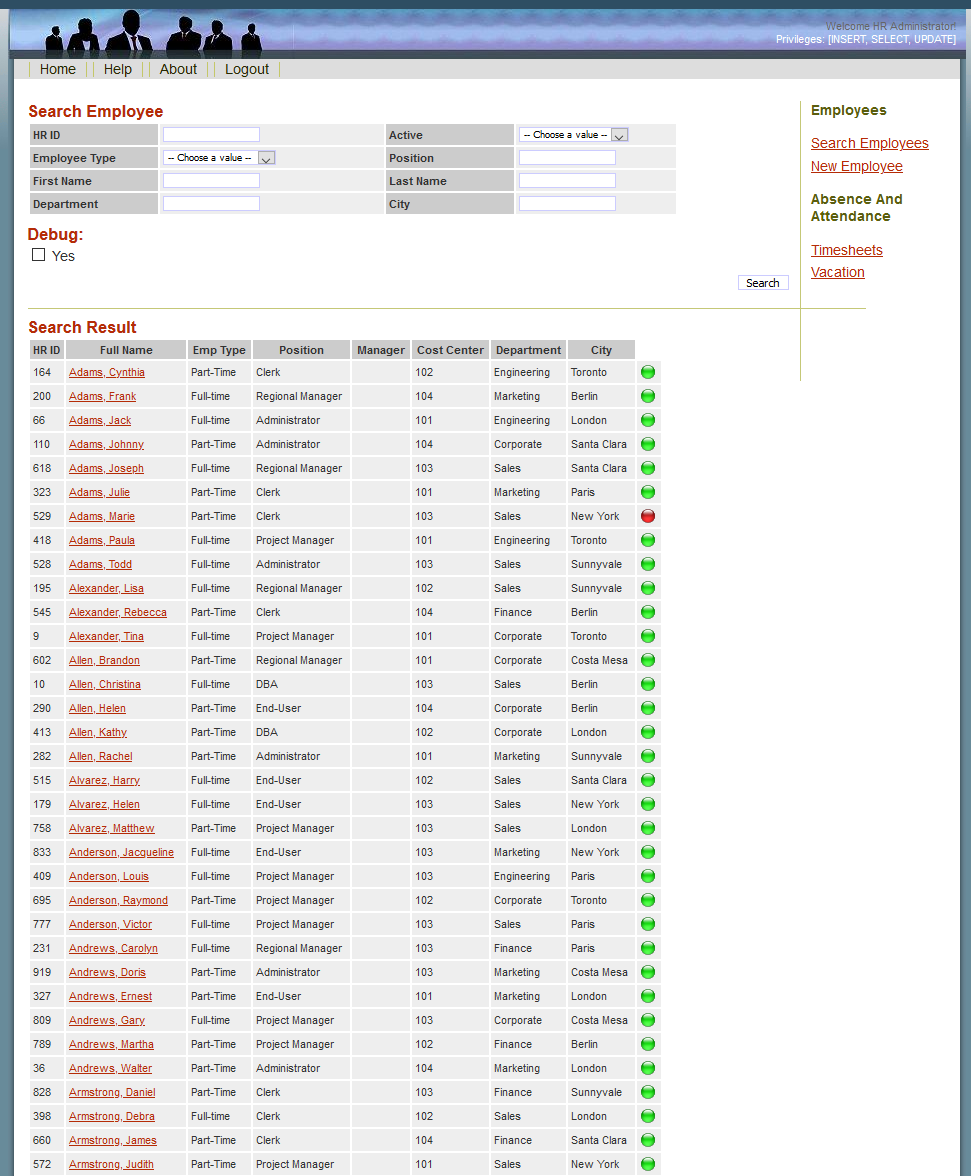 Welcome HR Administrator!
Privileges: [INSERT, SELECT, UPDATE]
Home Help About Logout
Search Employee
HR ID Active -- Choose a value --
Employee Type -- Choose a value -- Position
First Name Last Name
Department City
Debug:
Yes
Search
Employees
Search Employees
New Employee
Absence And
Attendance
Timesheets
Vacation
Search Result
HR ID Full Name Emp Type Position Manager Cost Center Department City
164 Adams, Cynthia Part-Time Clerk 102 Engineering Toronto
200 Adams, Frank Full-time Regional Manager 104 Marketing Berlin
66 Adams, Jack Full-time Administrator 101 Engineering London
110 Adams, Johnny Part-Time Administrator 104 Corporate Santa Clara
618 Adams, Joseph Full-time Regional Manager 103 Sales Santa Clara
323 Adams, Julie Part-Time Clerk 101 Marketing Paris
529 Adams, Marie Part-Time Clerk 103 Sales New York
418 Adams, Paula Full-time Project Manager 101 Engineering Toronto
528 Adams, Todd Full-time Administrator 103 Sales Sunnyvale
195 Alexander, Lisa Full-time Regional Manager 102 Sales Sunnyvale
545 Alexander, Rebecca Part-Time Clerk 104 Finance Berlin
9 Alexander, Tina Full-time Project Manager 101 Corporate Toronto
602 Allen, Brandon Part-Time Regional Manager 101 Corporate Costa Mesa
10 Allen, Christina Full-time DBA 103 Sales Berlin
290 Allen, Helen Part-Time End-User 104 Corporate Berlin
413 Allen, Kathy Part-Time DBA 102 Corporate London
282 Allen, Rachel Part-Time Administrator 101 Marketing Sunnyvale
515 Alvarez, Harry Full-time End-User 102 Sales Santa Clara
179 Alvarez, Helen Full-time End-User 103 Sales New York
758 Alvarez, Matthew Part-Time Project Manager 103 Sales London
833 Anderson, Jacqueline Full-time End-User 103 Marketing New York
409 Anderson, Louis Full-time Project Manager 103 Engineering Paris
695 Anderson, Raymond Part-Time Project Manager 102 Corporate Toronto
777 Anderson, Victor Full-time Project Manager 103 Sales Paris
231 Andrews, Carolyn Full-time Regional Manager 103 Finance Paris
919 Andrews, Doris Part-Time Administrator 103 Marketing Costa Mesa
327 Andrews, Ernest Part-Time End-User 101 Marketing London
809 Andrews, Gary Full-time Project Manager 103 Corporate Costa Mesa
789 Andrews, Martha Part-Time Project Manager 102 Finance Berlin
36 Andrews, Walter Part-Time Administrator 104 Marketing London
828 Armstrong, Daniel Part-Time Clerk 103 Finance Sunnyvale
398 Armstrong, Debra Full-time Clerk 102 Sales London
660 Armstrong, James Part-Time Clerk 104 Finance Santa Clara
572 Armstrong, Judith Part-Time Project Manager 101 Sales New York